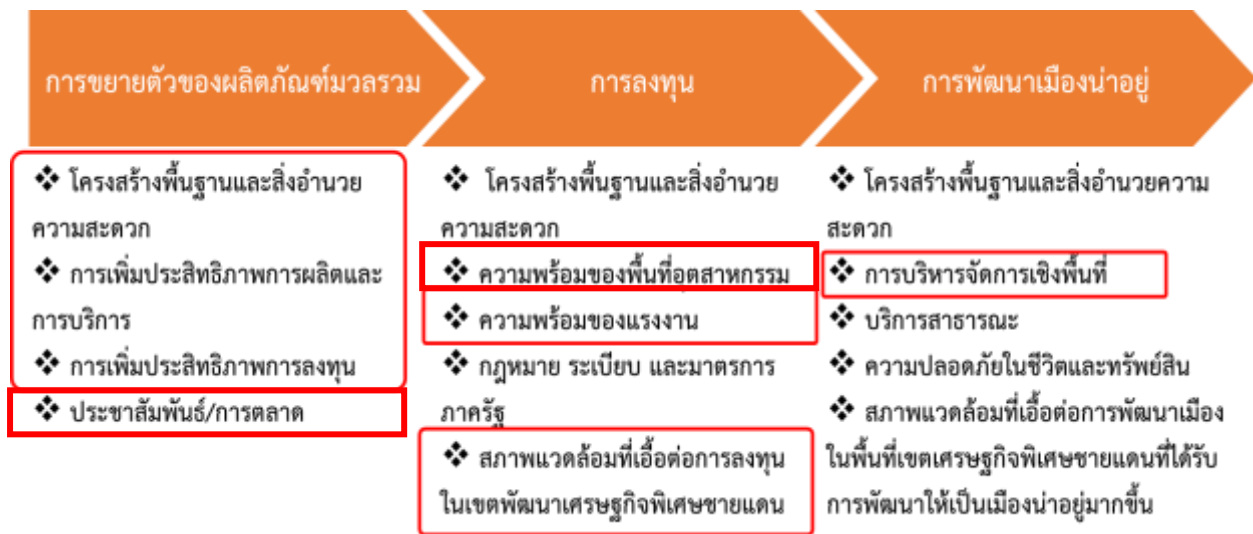 การขยายตัวของผลิตภัณฑ์มวลรวม
การลงทุน
การพัฒนาเมืองน่าอยู่
❖ โครงสร้างพื้นฐานและสิ่งอำนวย
ความสะดวก
❖ การเพิ่มประสิทธิภาพการผลิตและ
การบริการ
❖ การเพิ่มประสิทธิภาพการลงทุน
❖ ประชาสัมพันธ์/การตลาด
❖ โครงสร้างพื้นฐานและสิ่งอำนวย
ความสะดวก
❖ ความพร้อมของพื้นที่อุตสาหกรรม
❖ ความพร้อมของแรงงาน
❖ กฎหมาย ระเบียบ และมาตรการ
ภาครัฐ
❖ สภาพแวดล้อมที่เอื้อต่อการลงทุน
ในเขตพัฒนาเศรษฐกิจพิเศษชายแดน
❖ โครงสร้างพื้นฐานและสิ่งอำนวยความ
สะดวก
❖ การบริหารจัดการเชิงพื้นที่
❖ บริการสาธารณะ
❖ ความปลอดภัยในชีวิตและทรัพย์สิน
❖ สภาพแวดล้อมที่เอื้อต่อการพัฒนาเมือง
ในพื้นที่เขตเศรษฐกิจพิเศษชายแดนที่ได้รับ
การพัฒนาให้เป็นเมืองน่าอยู่มากขึ้น